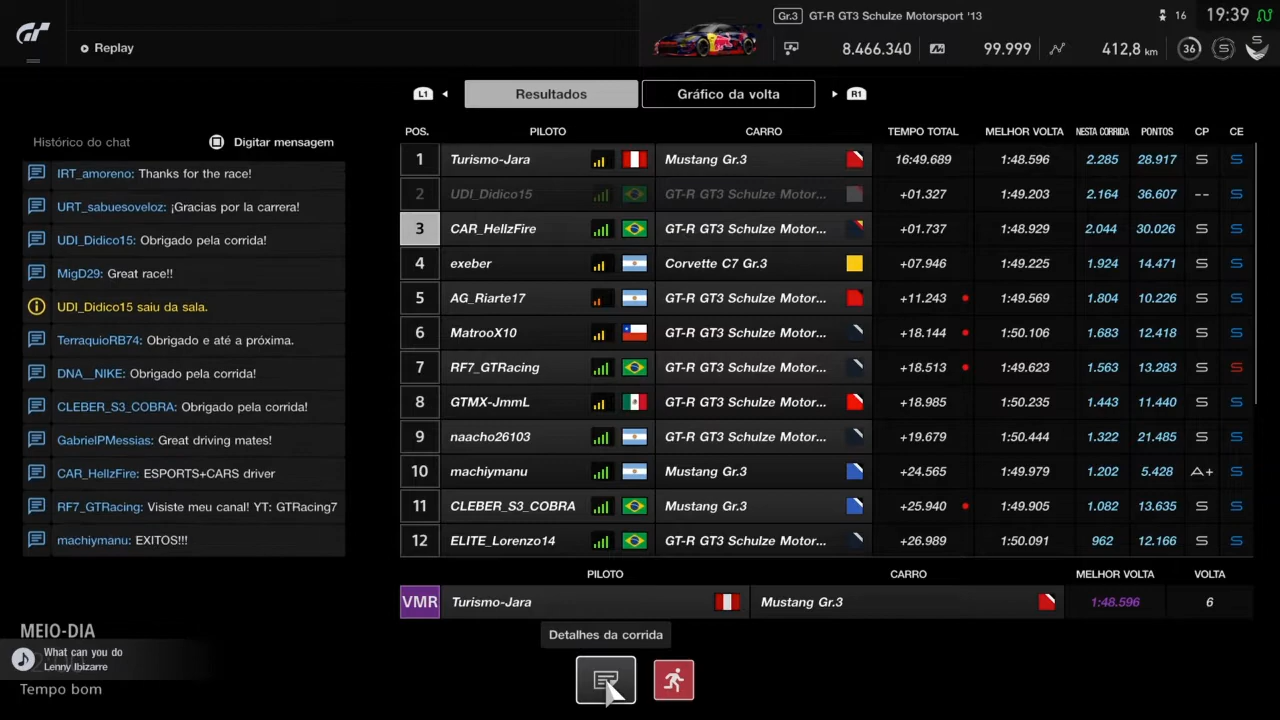 Replay
Gr.3 GT-R GT3 Schulze Motorsport '13
16 19:39
8.466.340 99.999 412,8 km 36 S S
L1 Resultados Gráfico da volta R1
Histórico do chat Digitar mensagem
IRT_amoreno: Thanks for the race!
URT_sabuesoveloz: ¡Gracias por la carrera!
UDI_Didico15: Obrigado pela corrida!
MigD29: Great race!!
UDI_Didico15 saiu da sala.
TerraquioRB74: Obrigado e até a próxima.
DNA__NIKE: Obrigado pela corrida!
CLEBER_S3_COBRA: Obrigado pela corrida!
GabrielPMessias: Great driving mates!
CAR_HellzFire: ESPORTS+CARS driver
RF7_GTRacing: Visiste meu canal! YT: GTRacing7
machiymanu: EXITOS!!!
POS. PILOTO CARRO TEMPO TOTAL MELHOR VOLTA NESTA CORRIDA PONTOS CP CE
1 Turismo-Jara Mustang Gr.3 16:49.689 1:48.596 2.285 28.917 S S
2 UDI_Didico15 GT-R GT3 Schulze Motor... +01.327 1:49.203 2.164 36.607 -- S
3 CAR_HellzFire GT-R GT3 Schulze Motor... +01.737 1:48.929 2.044 30.026 S S
4 exeber Corvette C7 Gr.3 +07.946 1:49.225 1.924 14.471 S S
5 AG_Riarte17 GT-R GT3 Schulze Motor... +11.243 1:49.569 1.804 10.226 S S
6 MatrooX10 GT-R GT3 Schulze Motor... +18.144 1:50.106 1.683 12.418 S S
7 RF7_GTRacing GT-R GT3 Schulze Motor... +18.513 1:49.623 1.563 13.283 S S
8 GTMX-JmmL GT-R GT3 Schulze Motor... +18.985 1:50.235 1.443 11.440 S S
9 naacho26103 GT-R GT3 Schulze Motor... +19.679 1:50.444 1.322 21.485 S S
10 machiymanu Mustang Gr.3 +24.565 1:49.979 1.202 5.428 A+ S
11 CLEBER_S3_COBRA Mustang Gr.3 +25.940 1:49.905 1.082 13.635 S S
12 ELITE_Lorenzo14 GT-R GT3 Schulze Motor... +26.989 1:50.091 962 12.166 S S
PILOTO CARRO MELHOR VOLTA VOLTA
VMR Turismo-Jara Mustang Gr.3 1:48.596 6
Detalhes da corrida
MEIO-DIA
What can you do
Lenny Ibizarre
Tempo bom